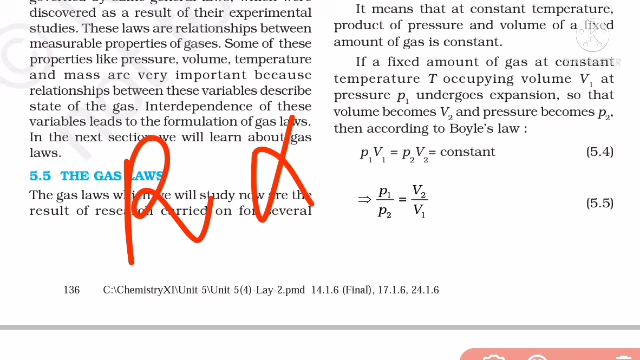 governed by some general laws, which were
discovered as a result of their experimental
studies. These laws are relationships between
measurable properties of gases. Some of these
properties like pressure, volume, temperature
and mass are very important because
relationships between these variables describe
state of the gas. Interdependence of these
variables leads to the formulation of gas laws.
In the next section we will learn about gas
laws.
5.5 THE GAS LAWS
The gas laws which we will study now are the
result of research carried on for several
It means that at constant temperature,
product of pressure and volume of a fixed
amount of gas is constant.
If a fixed amount of gas at constant
temperature T occupying volume V₁ at
pressure p₁ undergoes expansion, so that
volume becomes V₂ and pressure becomes p₂,
then according to Boyle's law :
p₁V₁ = p₂V₂ = constant (5.4)
⇒ p₁/p₂ = V₂/V₁ (5.5)
136 C:\ChemistryXI\Unit 5\Unit 5(4)-Lay-2.pmd 14.1.6 (Final), 17.1.6, 24.1.6